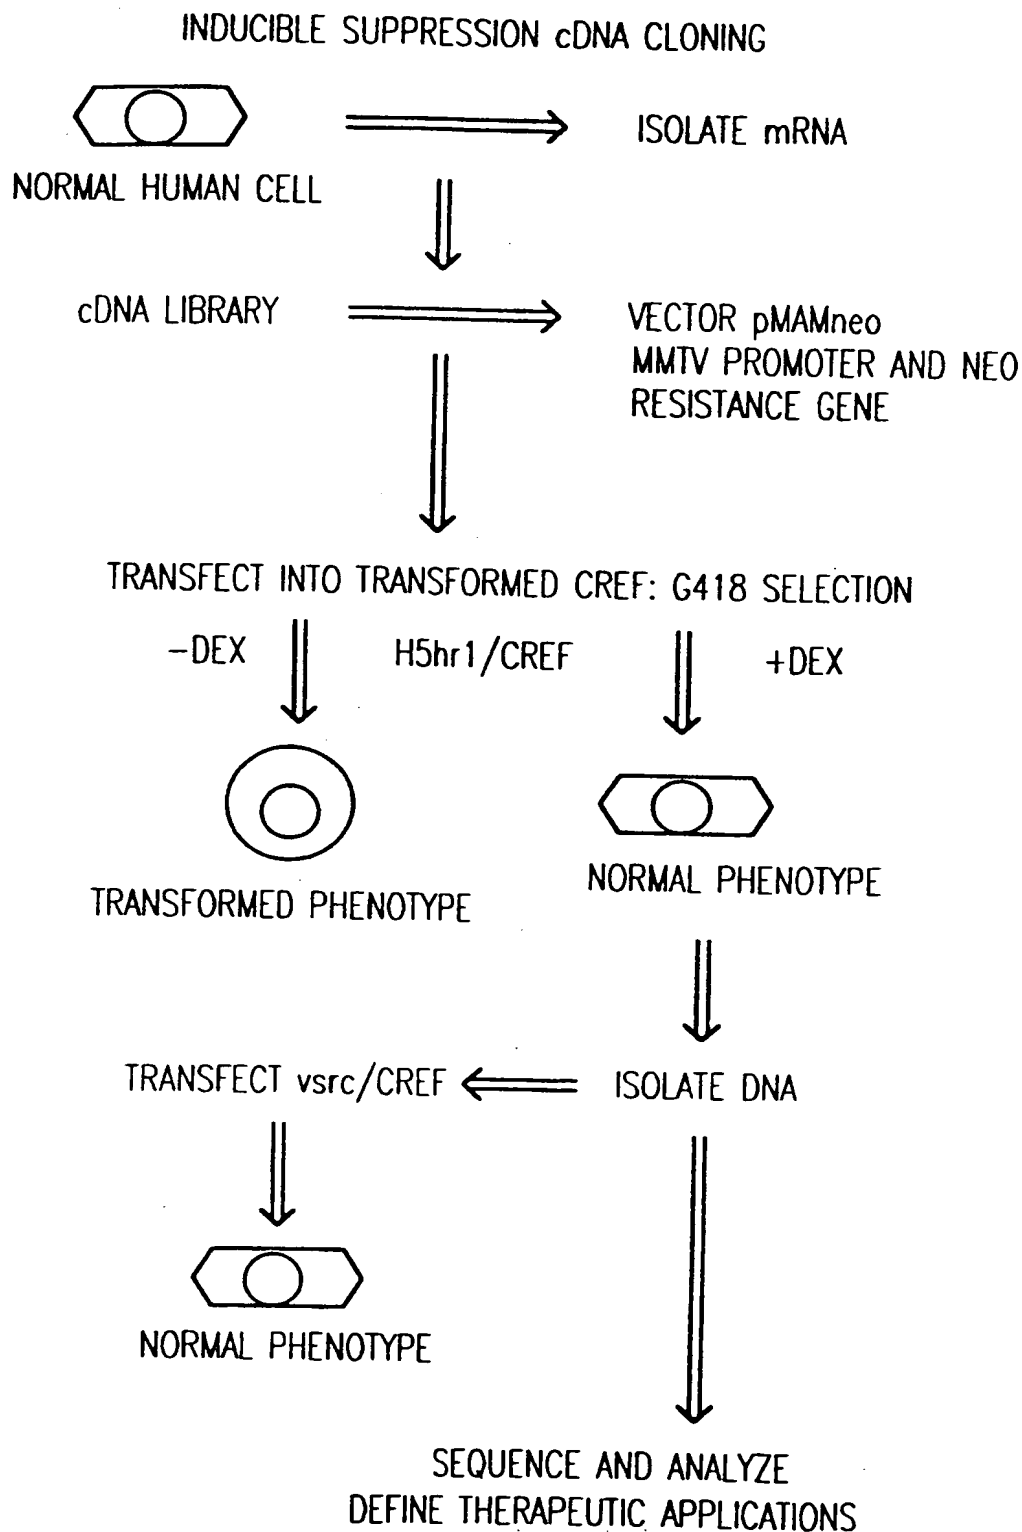 INDUCIBLE SUPPRESSION cDNA CLONING
ISOLATE mRNA
NORMAL HUMAN CELL
cDNA LIBRARY
VECTOR pMAMneo
MMTV PROMOTER AND NEO
RESISTANCE GENE
TRANSFECT INTO TRANSFORMED CREF: G418 SELECTION
-DEX
H5hr1/CREF
+DEX
TRANSFORMED PHENOTYPE
NORMAL PHENOTYPE
TRANSFECT vsrc/CREF
ISOLATE DNA
NORMAL PHENOTYPE
SEQUENCE AND ANALYZE
DEFINE THERAPEUTIC APPLICATIONS